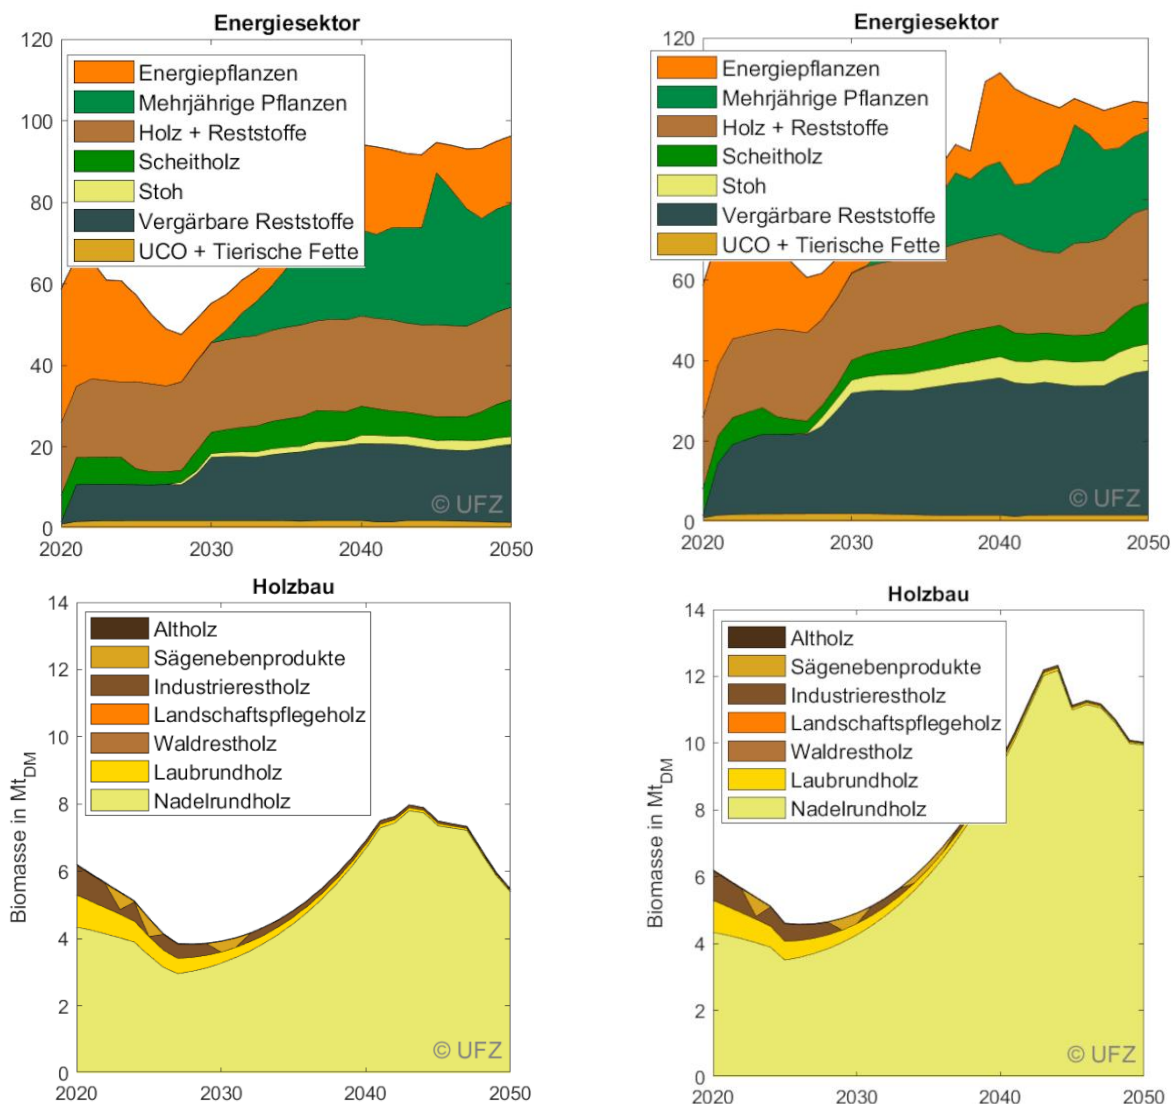 Energiesektor
120
100
80
60
40
20
0
Energiepflanzen
Mehrjährige Pflanzen
Holz + Reststoffe
Scheitholz
Stoh
Vergärbare Reststoffe
UCO + Tierische Fette
© UFZ
2020 2030 2040 2050
Energiesektor
120
60
40
20
0
Energiepflanzen
Mehrjährige Pflanzen
Holz + Reststoffe
Scheitholz
Stoh
Vergärbare Reststoffe
UCO + Tierische Fette
© UFZ
2020 2030 2040 2050
Holzbau
Biomasse in Mt_DM
14
12
10
8
6
4
2
0
Altholz
Sägenebenprodukte
Industrierestholz
Landschaftspflegeholz
Waldrestholz
Laubrundholz
Nadelrundholz
© UFZ
2020 2030 2040 2050
Holzbau
Biomasse in Mt_DM
14
12
10
8
6
4
2
0
Altholz
Sägenebenprodukte
Industrierestholz
Landschaftspflegeholz
Waldrestholz
Laubrundholz
Nadelrundholz
© UFZ
2020 2030 2040 2050